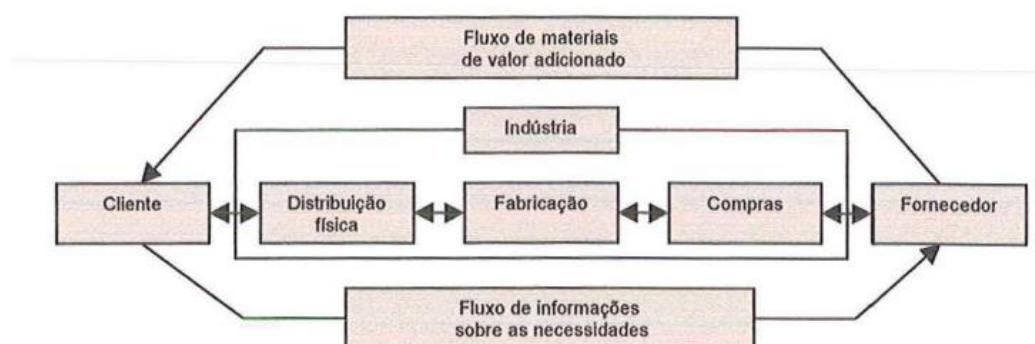 Fluxo de materiais
de valor adicionado
Indústria
Cliente
Distribuição
física
Fabricação
Compras
Fornecedor
Fluxo de informações
sobre as necessidades